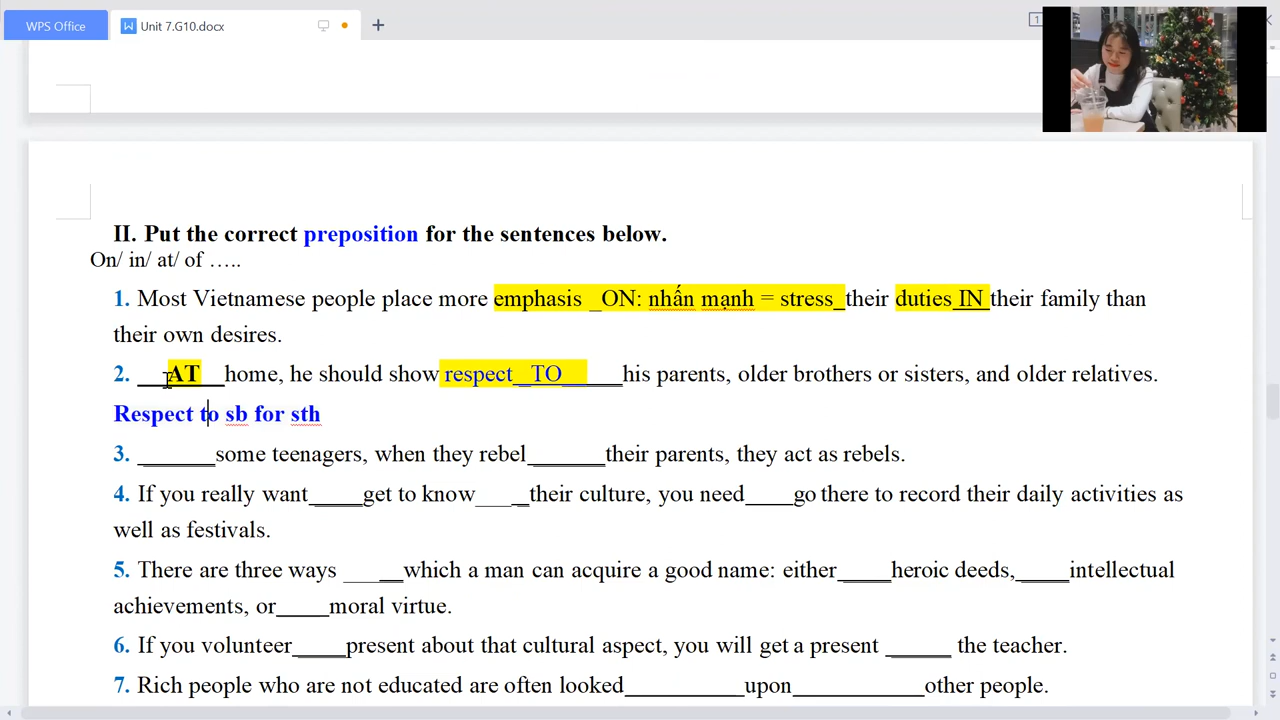 WPS Office
Unit 7.G10.docx
1
II. Put the correct preposition for the sentences below.
On/ in/ at/ of …..
1. Most Vietnamese people place more emphasis _ON: nhấn mạnh = stress_their duties IN their family than
their own desires.
2. ___AT__home, he should show respect _TO_____his parents, older brothers or sisters, and older relatives.
Respect to sb for sth
3. _______some teenagers, when they rebel_______their parents, they act as rebels.
4. If you really want_____get to know_____their culture, you need____go there to record their daily activities as
well as festivals.
5. There are three ways _____which a man can acquire a good name: either_____heroic deeds,_____intellectual
achievements, or_____moral virtue.
6. If you volunteer_____present about that cultural aspect, you will get a present ______ the teacher.
7. Rich people who are not educated are often looked___________upon____________other people.